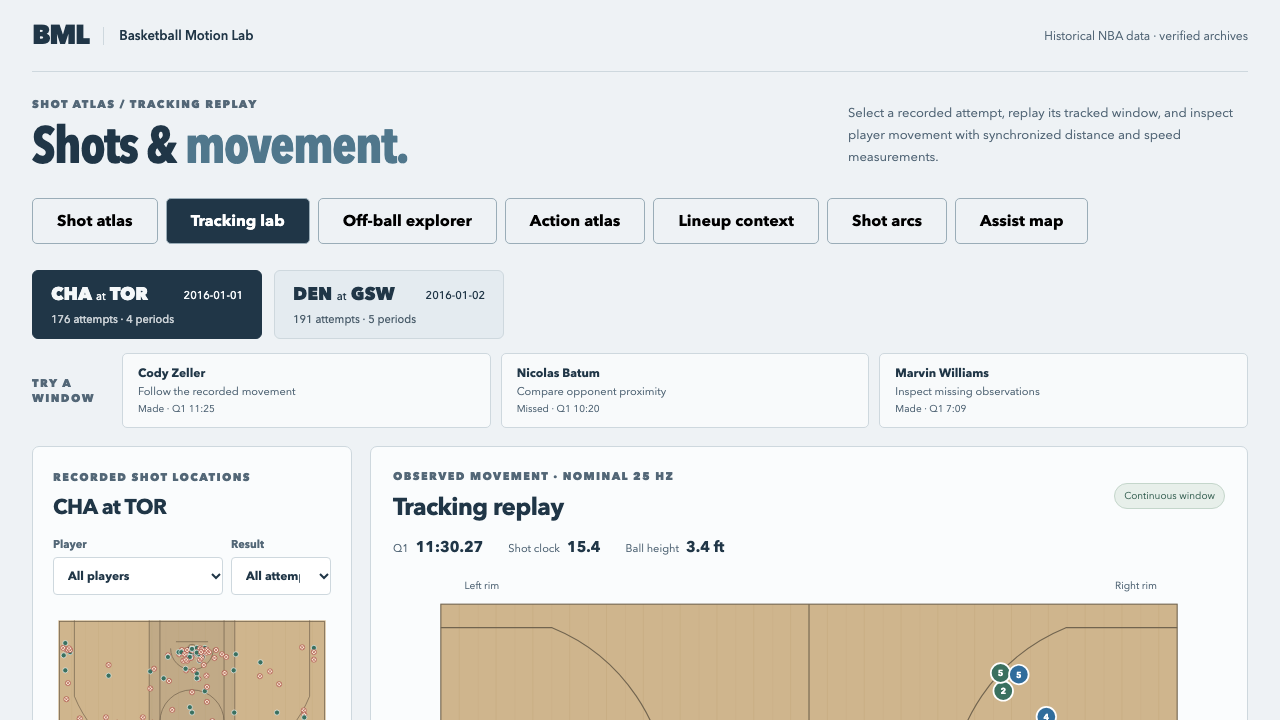 BML
Basketball Motion Lab
Historical NBA data · verified archives
SHOT ATLAS / TRACKING REPLAY
Shots & movement.
Select a recorded attempt, replay its tracked window, and inspect
player movement with synchronized distance and speed
measurements.
Shot atlas
Tracking lab
Off-ball explorer
Action atlas
Lineup context
Shot arcs
Assist map
CHA at TOR
2016-01-01
176 attempts · 4 periods
DEN at GSW
2016-01-02
191 attempts · 5 periods
TRY A
WINDOW
Cody Zeller
Follow the recorded movement
Made · Q1 11:25
Nicolas Batum
Compare opponent proximity
Missed · Q1 10:20
Marvin Williams
Inspect missing observations
Made · Q1 7:09
RECORDED SHOT LOCATIONS
CHA at TOR
Player
Result
All players
All attem
OBSERVED MOVEMENT · NOMINAL 25 HZ
Tracking replay
Continuous window
Q1 11:30.27
Shot clock 15.4
Ball height 3.4 ft
Left rim
Right rim
5
5
2
4